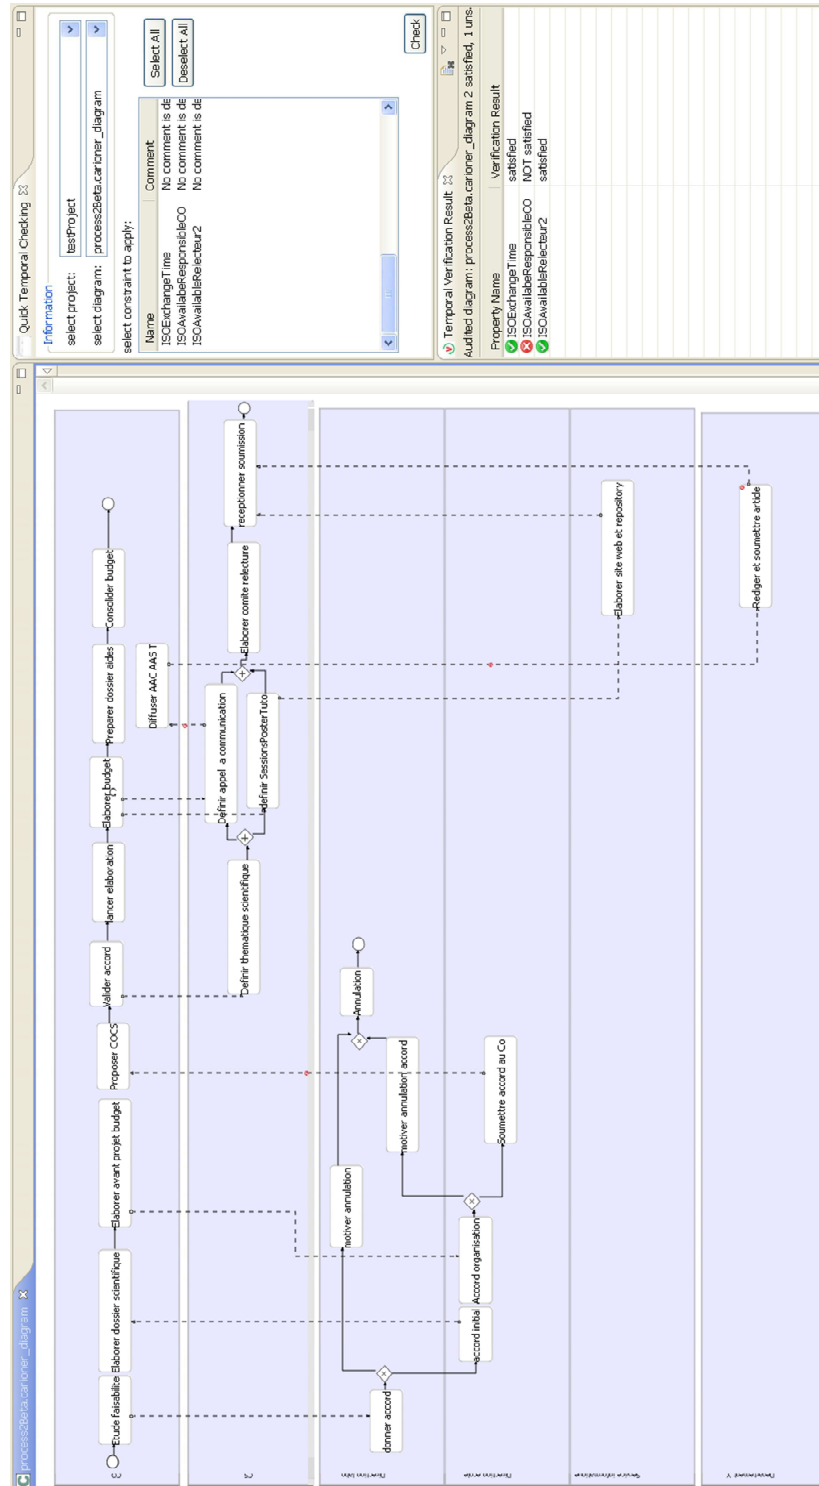 process2Beta.carioner_diagram
Etude faisabilite
Elaborer dossier scientifique
Elaborer avant projet budget
Proposer COCS
Valider accord
lancer elaboration
Elaborer budget
Preparer dossier aides
Consolider budget
Diffuser AAC AAS T
Definir thematique scientifique
Definir appel a communication
definir SessionsPosterTuto
Elaborer comite relecture
receptionner soumission
CS
donner accord
motiver annulation
motiver annulation accord
Annulation
accord initial
Accord organisation
Soumettre accord au Co
Elaborer site web et repository
Rediger et soumettre article
Quick Temporal Checking
Information
select project: testProject
select diagram: process2Beta.carioner_diagram
select constraint to apply:
Name Comment
ISOExchangeTime No comment is de
ISOAvailabeResponsibleCO No comment is de
ISOAvailableRelecteur2 No comment is de
Select All
Deselect All
Check
Temporal Verification Result
Audited diagram: process2Beta.carioner_diagram 2 satisfied, 1 uns
Property Name Verification Result
ISOExchangeTime satisfied
ISOAvailabeResponsibleCO NOT satisfied
ISOAvailableRelecteur2 satisfied